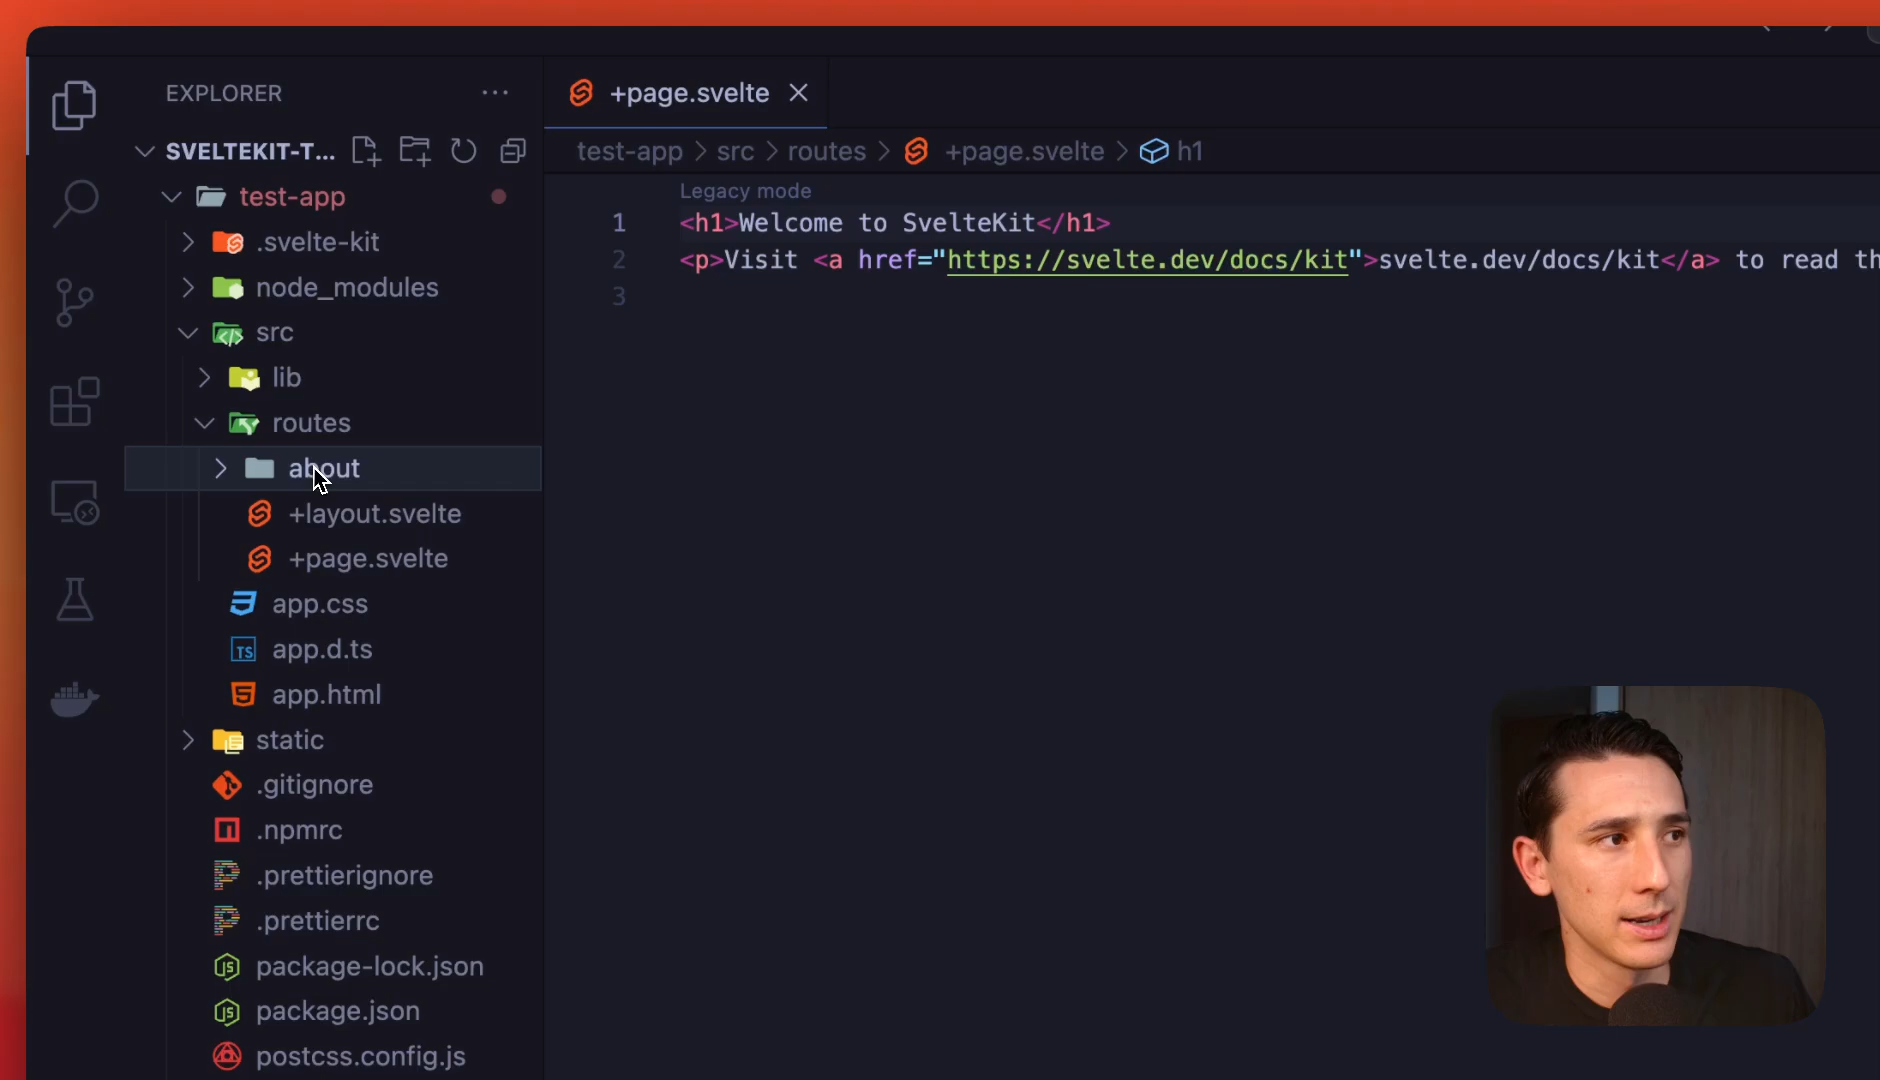 EXPLORER
SVELTEKIT-T...
test-app
.svelte-kit
node_modules
src
lib
routes
about
+layout.svelte
+page.svelte
app.css
app.d.ts
app.html
static
.gitignore
.npmrc
.prettierignore
.prettierrc
package-lock.json
package.json
postcss.config.js
+page.svelte
test-app > src > routes > +page.svelte > h1
Legacy mode
1 <h1>Welcome to SvelteKit</h1>
2 <p>Visit <a href="https://svelte.dev/docs/kit">svelte.dev/docs/kit</a> to read th
3